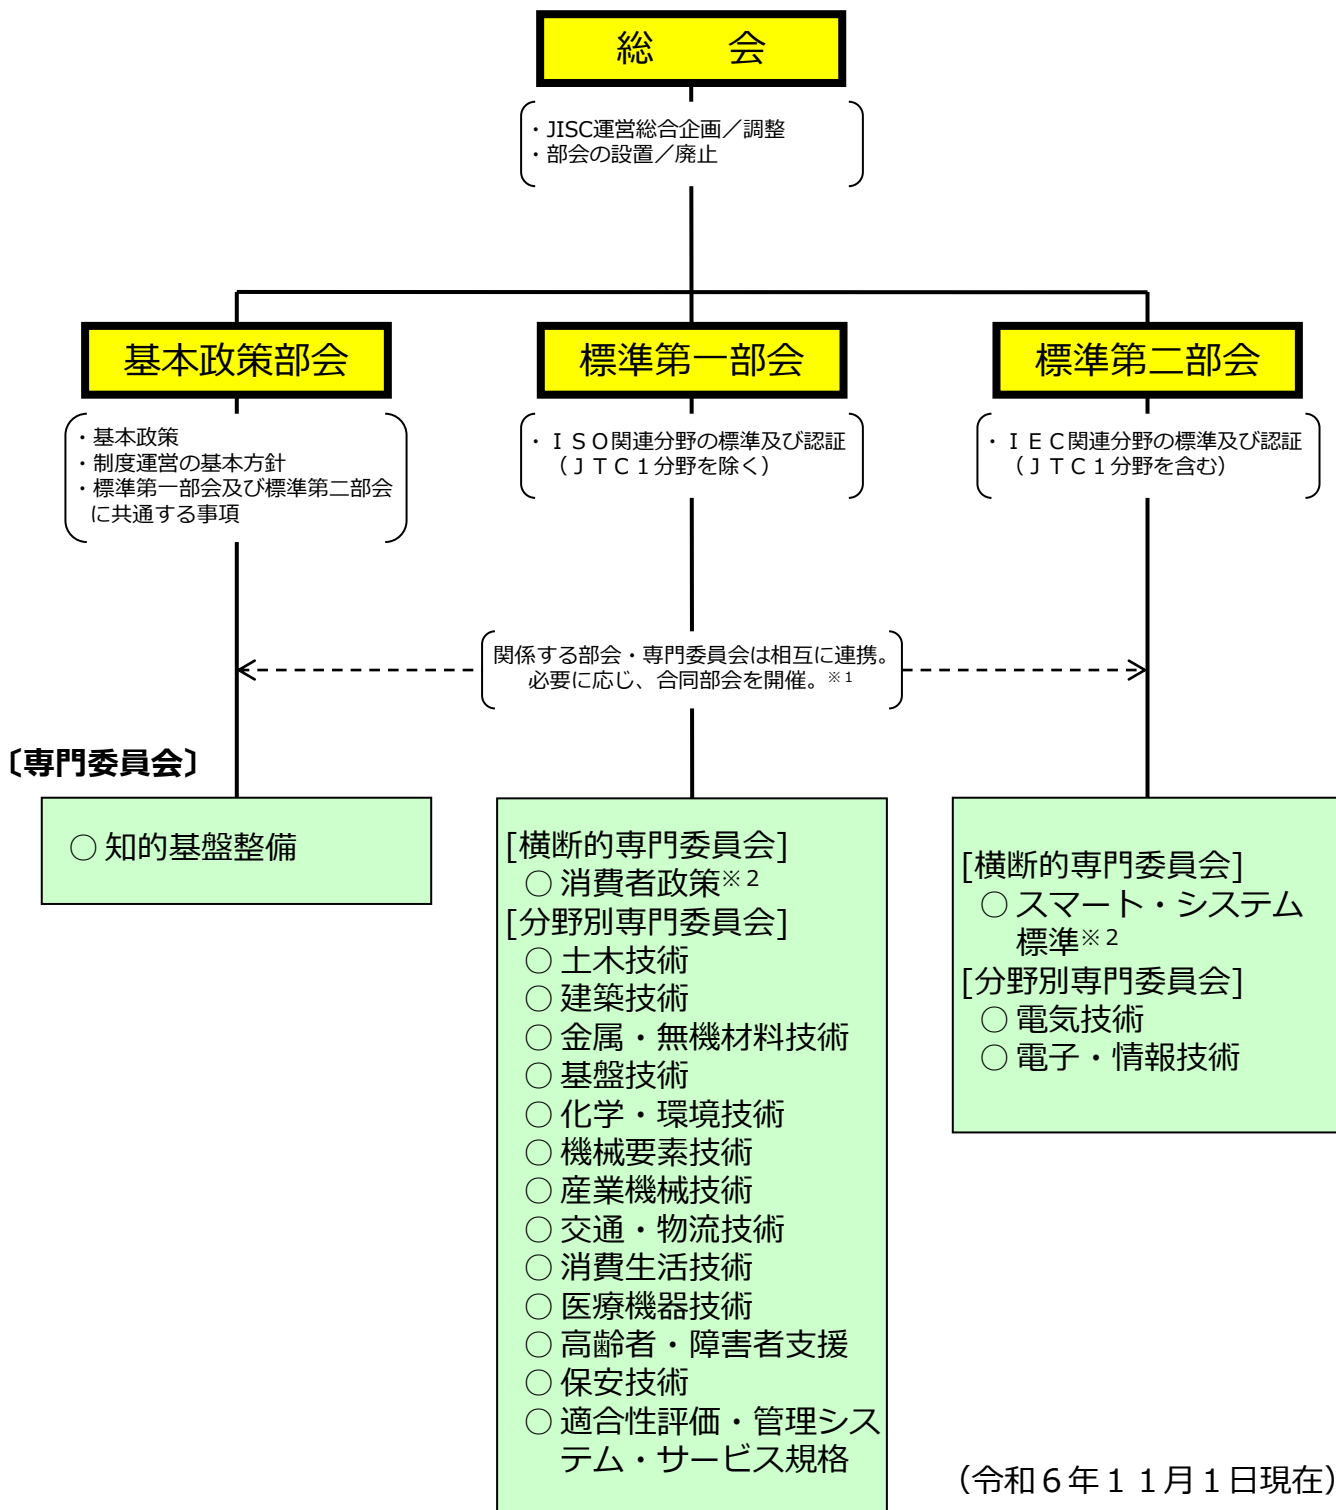 総　会
・JISC運営総合企画／調整
・部会の設置／廃止
基本政策部会
・基本政策
・制度運営の基本方針
・標準第一部会及び標準第二部会
に共通する事項
標準第一部会
・ＩＳＯ関連分野の標準及び認証
（ＪＴＣ１分野を除く）
標準第二部会
・ＩＥＣ関連分野の標準及び認証
（ＪＴＣ１分野を含む）
関係する部会・専門委員会は相互に連携。
必要に応じ、合同部会を開催。※１
〔専門委員会〕
○ 知的基盤整備
[横断的専門委員会]
○ 消費者政策※２
[分野別専門委員会]
○ 土木技術
○ 建築技術
○ 金属・無機材料技術
○ 基盤技術
○ 化学・環境技術
○ 機械要素技術
○ 産業機械技術
○ 交通・物流技術
○ 消費生活技術
○ 医療機器技術
○ 高齢者・障害者支援
○ 保安技術
○ 適合性評価・管理シス
テム・サービス規格
[横断的専門委員会]
○ スマート・システム
標準※２
[分野別専門委員会]
○ 電気技術
○ 電子・情報技術
（令和６年１１月１日現在）